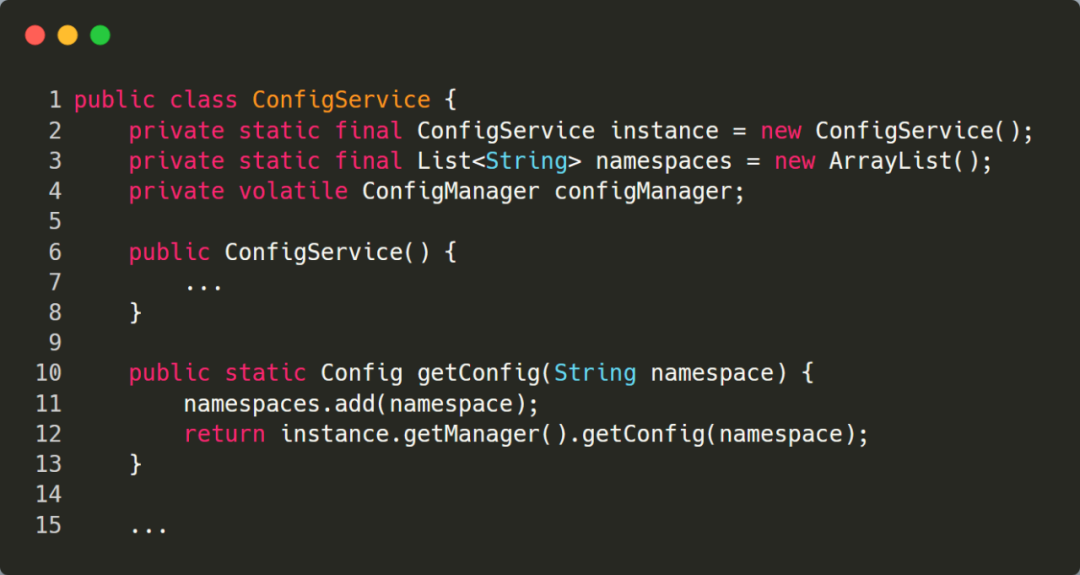 1 public class ConfigService {
2     private static final ConfigService instance = new ConfigService();
3     private static final List<String> namespaces = new ArrayList();
4     private volatile ConfigManager configManager;
5
6     public ConfigService() {
7         ...
8     }
9
10     public static Config getConfig(String namespace) {
11         namespaces.add(namespace);
12         return instance.getManager().getConfig(namespace);
13     }
14
15     ...